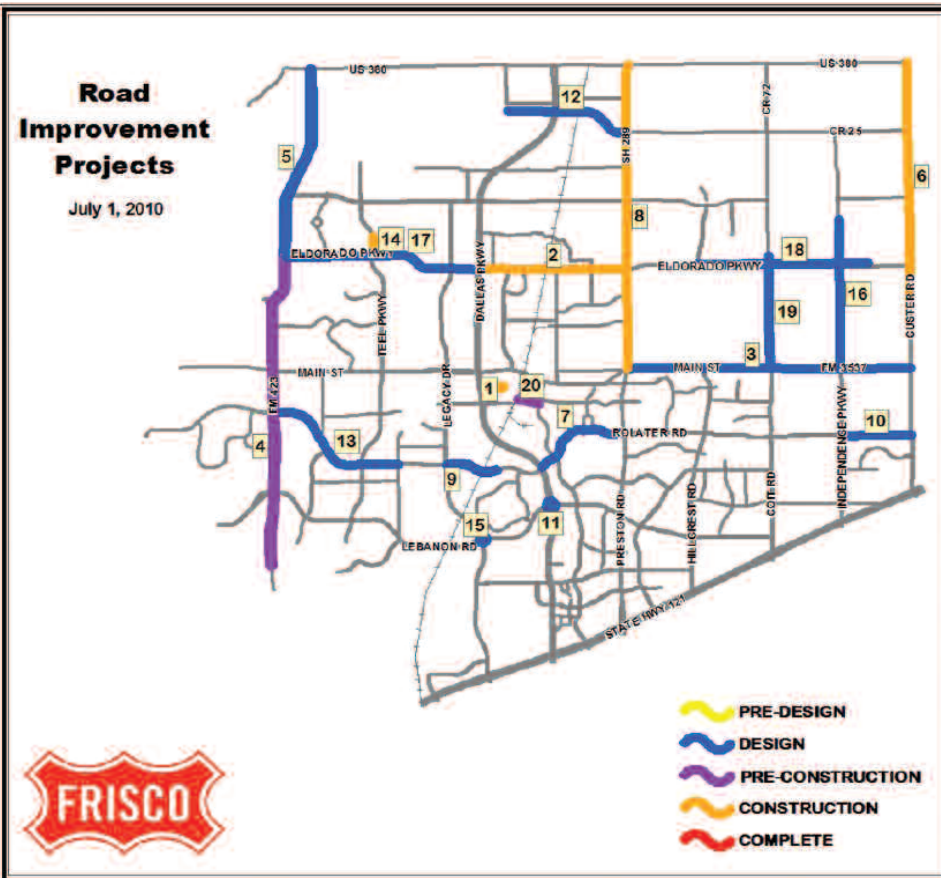 Road
Improvement
Projects
July 1, 2010
US 380
US 380
12
CR 72
CR 25
SH 289
5
6
8
14
17
ELDORADO PKWY
2
18
ELDORADO PKWY
16
DALLAS PKWY
TEEL PKWY
19
CUSTER RD
3
MAIN ST
MAIN ST
FM 3537
1
20
LEGACY DR
FM 423
7
ROLATER RD
10
4
13
INDEPENDENCE PKWY
9
COIT RD
15
11
LEBANON RD
PRESTON RD
HILLCREST RD
STATE HWY 121
PRE-DESIGN
DESIGN
PRE-CONSTRUCTION
CONSTRUCTION
COMPLETE
FRISCO